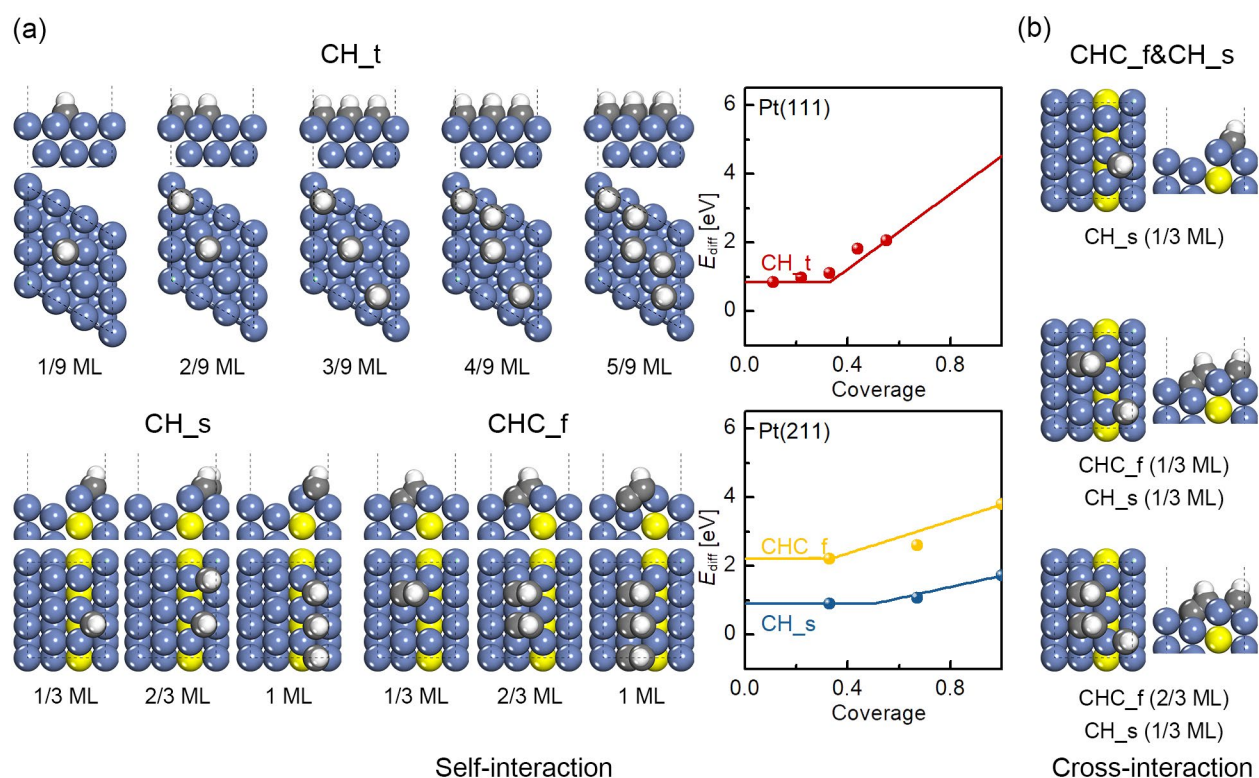 (a)
CH_t
1/9 ML
2/9 ML
3/9 ML
4/9 ML
5/9 ML
Pt(111)
6
4
2
0
E_diff [eV]
CH_t
0.0
0.4
0.8
Coverage
CH_s
1/3 ML
2/3 ML
1 ML
CHC_f
1/3 ML
2/3 ML
1 ML
Pt(211)
6
4
2
0
E_diff [eV]
CHC_f
CH_s
0.0
0.4
0.8
Coverage
Self-interaction
(b)
CHC_f&CH_s
CH_s (1/3 ML)
CHC_f (1/3 ML)
CH_s (1/3 ML)
CHC_f (2/3 ML)
CH_s (1/3 ML)
Cross-interaction